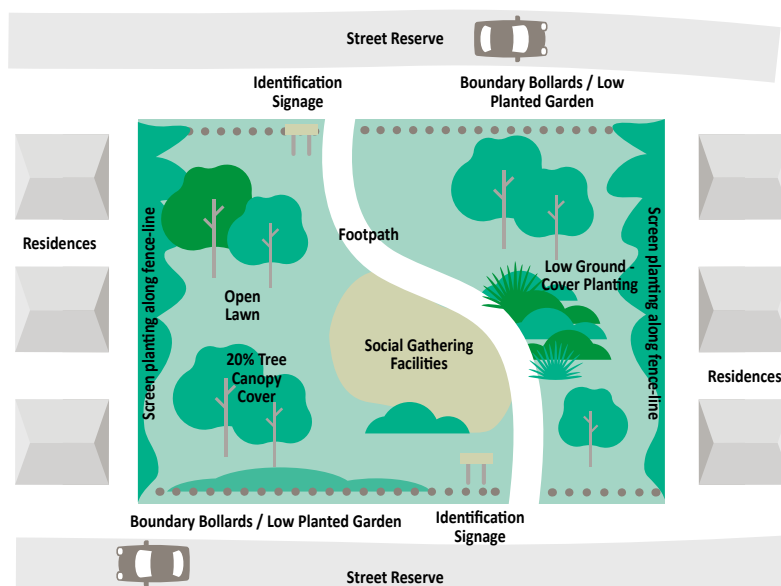 Street Reserve
Identification
Signage
Boundary Bollards / Low
Planted Garden
Residences
Screen planting along fence-line
Footpath
Open
Lawn
Low Ground -
Cover Planting
Screen planting along fence-line
Social Gathering
Facilities
20% Tree
Canopy
Cover
Residences
Boundary Bollards / Low Planted Garden
Identification
Signage
Street Reserve